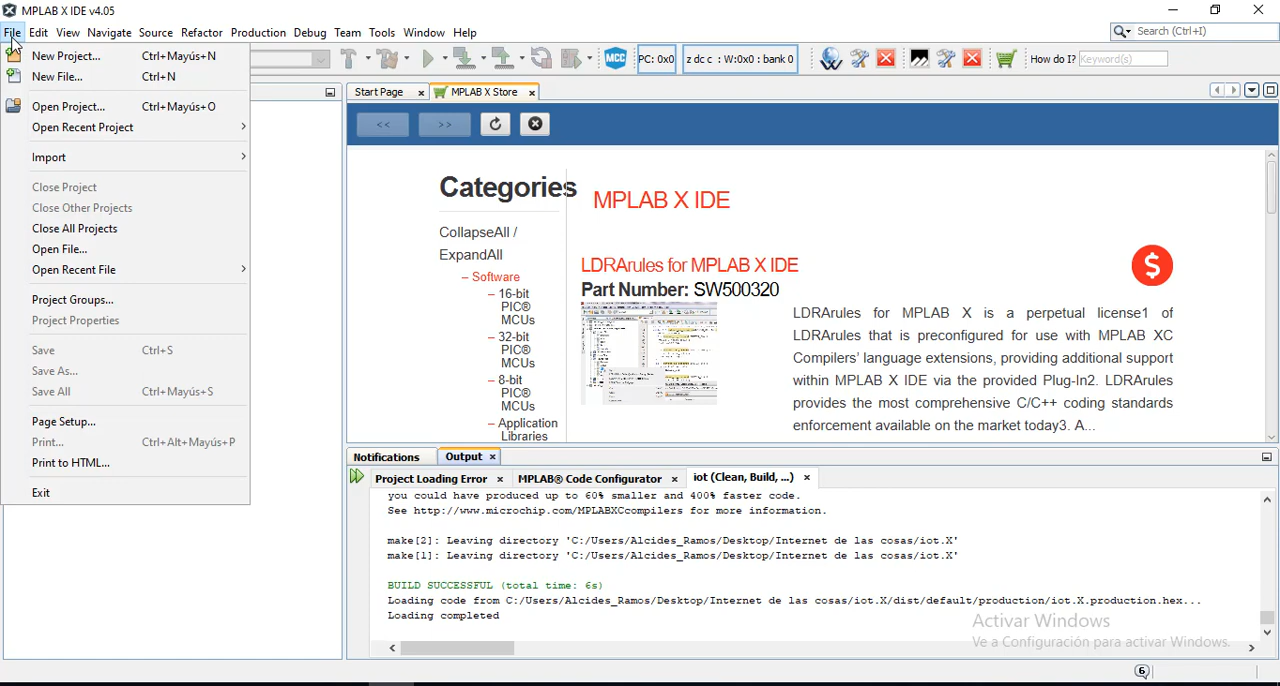 MPLAB X IDE v4.05
File Edit View Navigate Source Refactor Production Debug Team Tools Window Help
Search (Ctrl+I)
MCC PC: 0x0 z dc c : W:0x0 : bank 0 How do I? Keyword(s)
New Project... Ctrl+Mayús+N
New File... Ctrl+N
Open Project... Ctrl+Mayús+O
Open Recent Project
Import
Close Project
Close Other Projects
Close All Projects
Open File...
Open Recent File
Project Groups...
Project Properties
Save Ctrl+S
Save As...
Save All Ctrl+Mayús+S
Page Setup...
Print... Ctrl+Alt+Mayús+P
Print to HTML...
Exit
Start Page
MPLAB X Store
<< >>
Categories
CollapseAll /
ExpandAll
– Software
– 16-bit
PIC®
MCUs
– 32-bit
PIC®
MCUs
– 8-bit
PIC®
MCUs
– Application
Libraries
MPLAB X IDE
LDRArules for MPLAB X IDE
Part Number: SW500320
$
LDRArules for MPLAB X is a perpetual license1 of
LDRArules that is preconfigured for use with MPLAB XC
Compilers' language extensions, providing additional support
within MPLAB X IDE via the provided Plug-In2. LDRArules
provides the most comprehensive C/C++ coding standards
enforcement available on the market today3. A...
Notifications Output
Project Loading Error MPLAB® Code Configurator iot (Clean, Build, ...)
you could have produced up to 60% smaller and 400% faster code.
See http://www.microchip.com/MPLABXCcompilers for more information.
make[2]: Leaving directory 'C:/Users/Alcides_Ramos/Desktop/Internet de las cosas/iot.X'
make[1]: Leaving directory 'C:/Users/Alcides_Ramos/Desktop/Internet de las cosas/iot.X'
BUILD SUCCESSFUL (total time: 6s)
Loading code from C:/Users/Alcides_Ramos/Desktop/Internet de las cosas/iot.X/dist/default/production/iot.X.production.hex...
Loading completed
Activar Windows
Ve a Configuración para activar Windows.
6